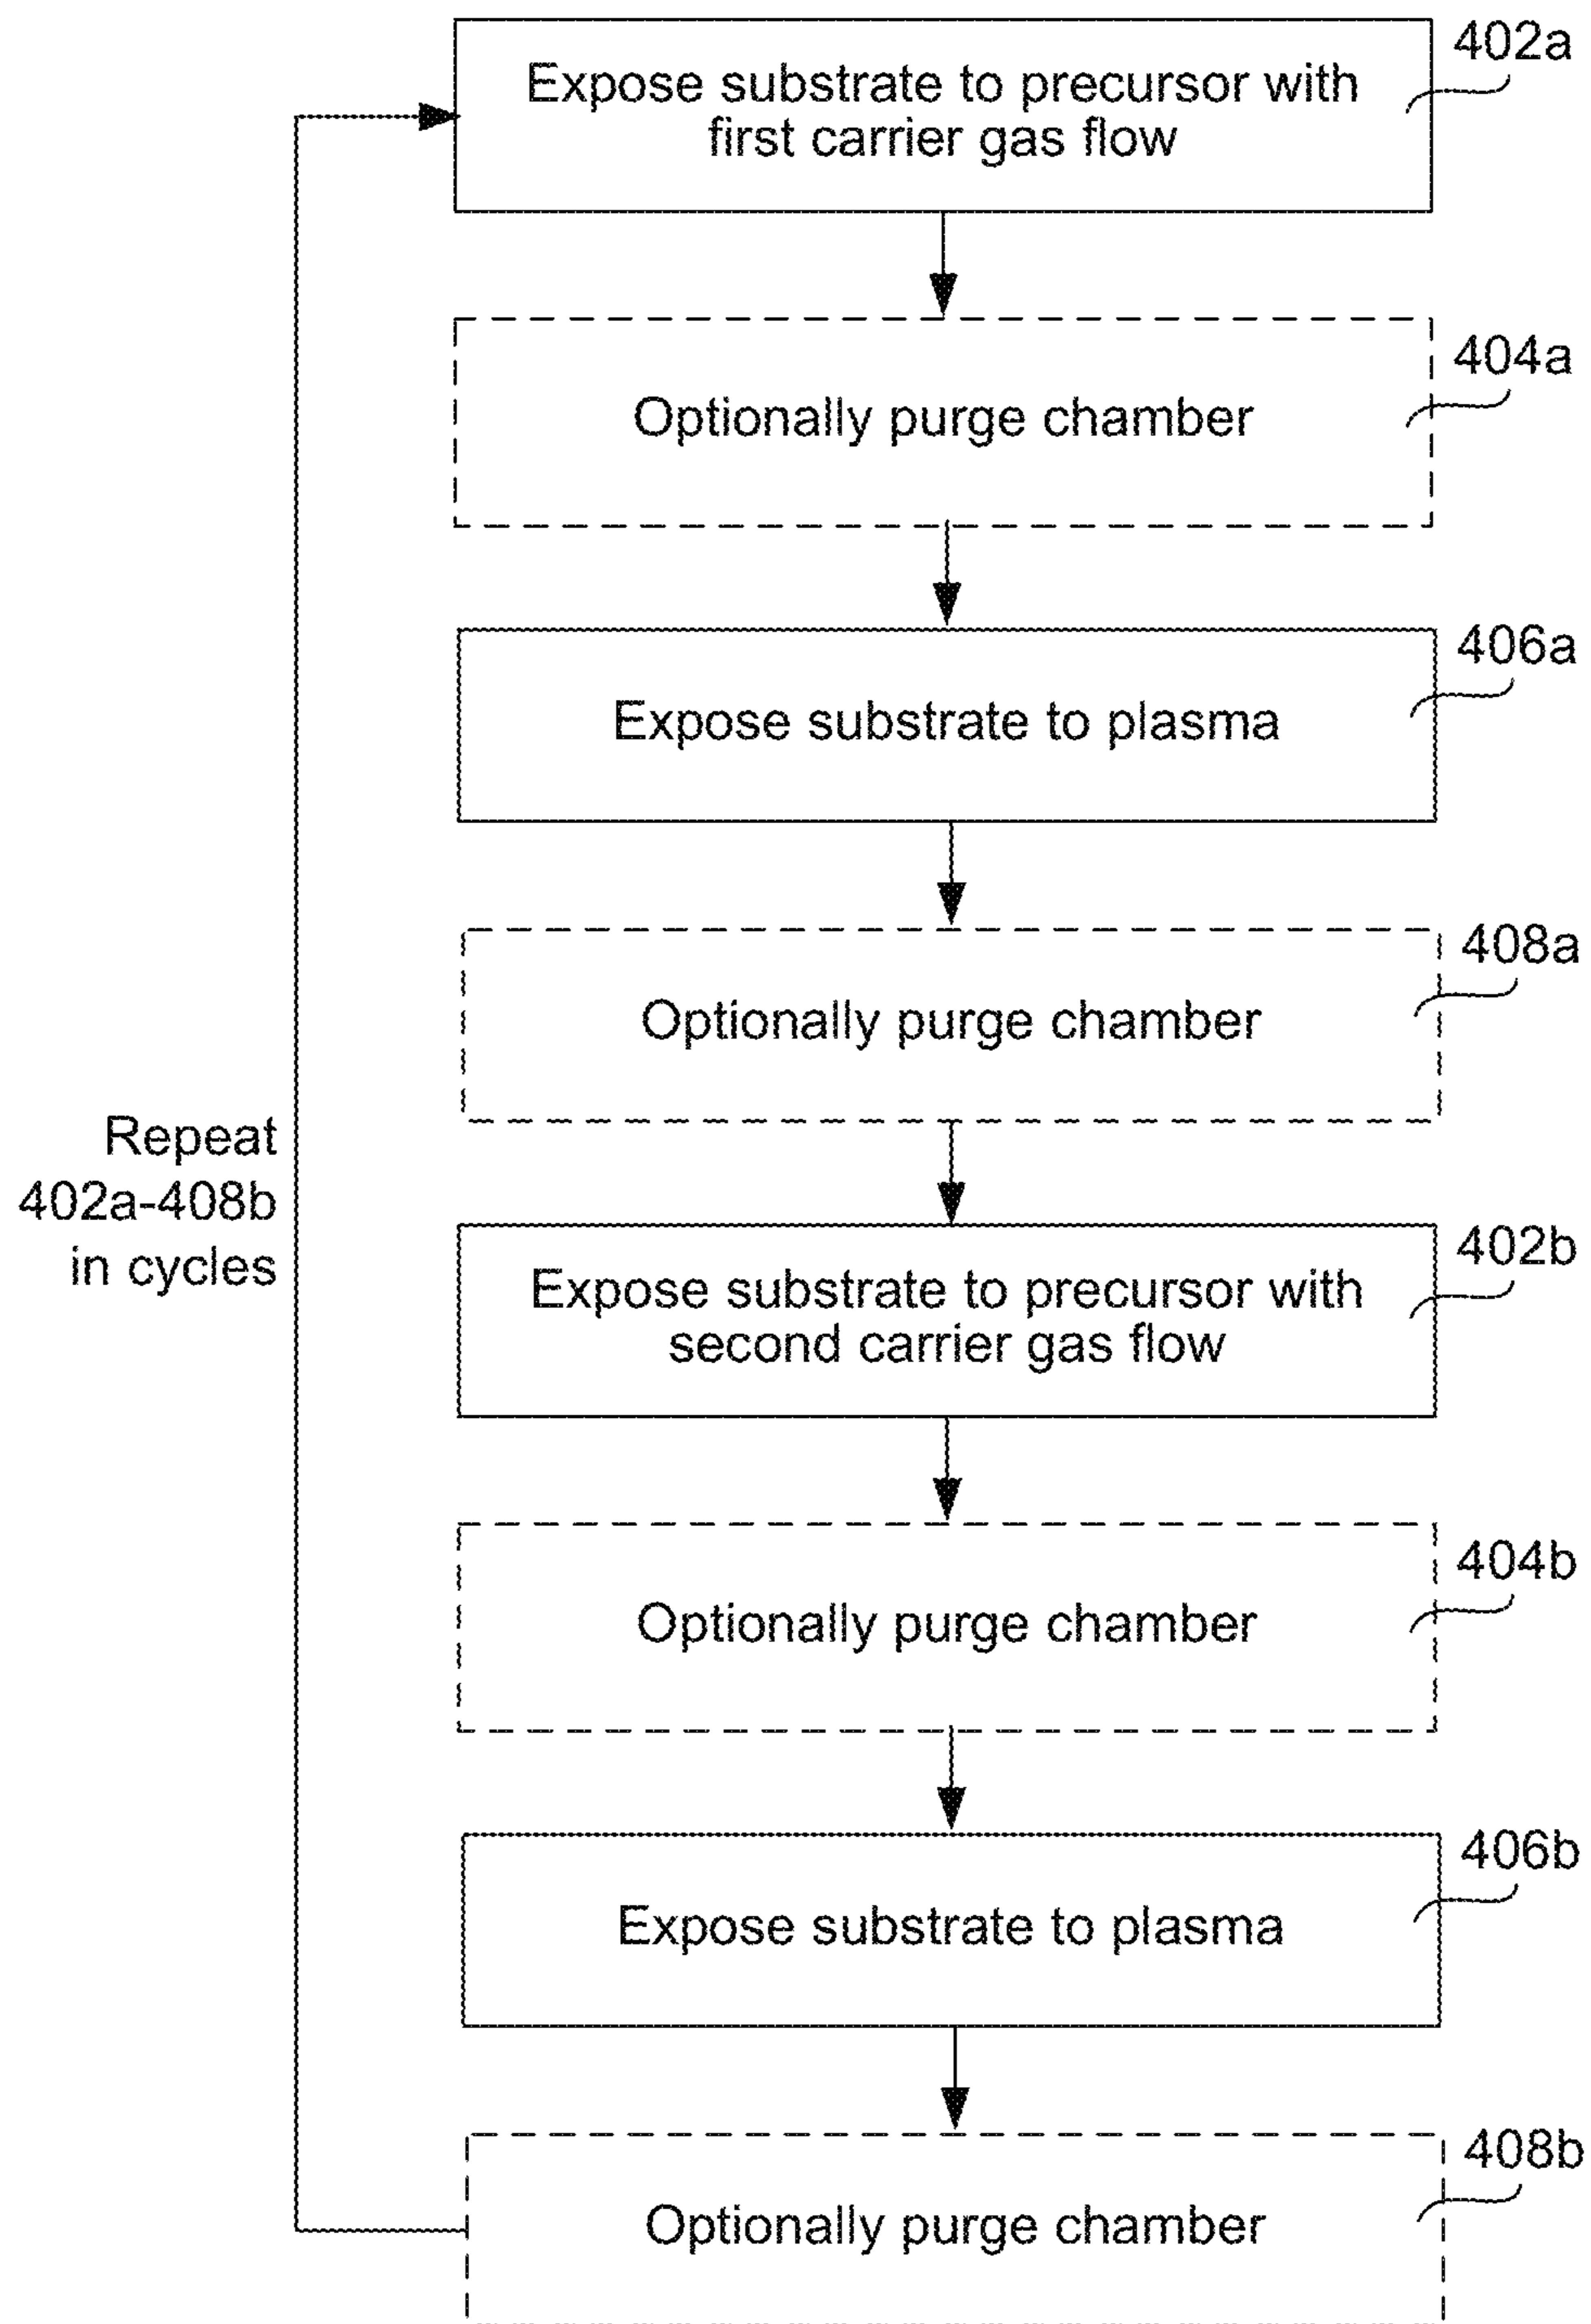 402a
Expose substrate to precursor with
first carrier gas flow
404a
Optionally purge chamber
406a
Expose substrate to plasma
408a
Optionally purge chamber
Repeat
402a-408b
in cycles
402b
Expose substrate to precursor with
second carrier gas flow
404b
Optionally purge chamber
406b
Expose substrate to plasma
408b
Optionally purge chamber